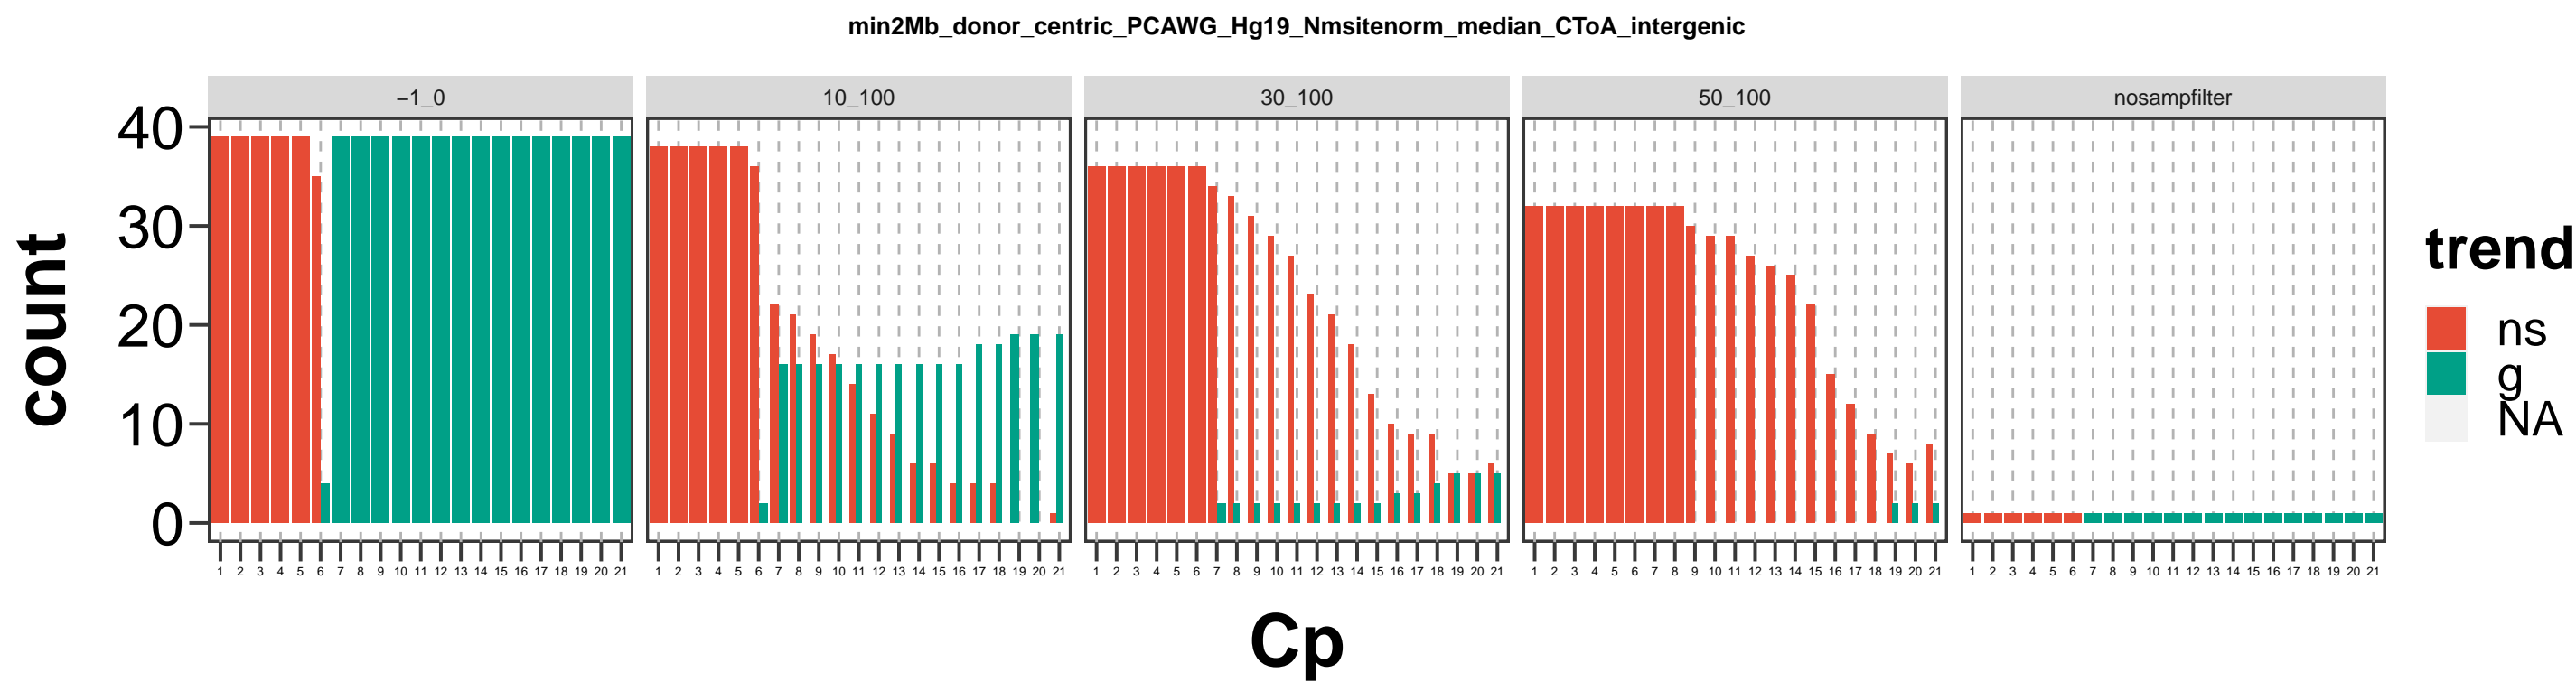 min2Mb_donor_centric_PCAWG_Hg19_Nmsitenorm_median_CToA_intergenic
−1_0 10_100 30_100 50_100 nosampfilter
count
40
30
20
10
0
1 2 3 4 5 6 7 8 9 10 11 12 13 14 15 16 17 18 19 20 21 1 2 3 4 5 6 7 8 9 10 11 12 13 14 15 16 17 18 19 20 21 1 2 3 4 5 6 7 8 9 10 11 12 13 14 15 16 17 18 19 20 21 1 2 3 4 5 6 7 8 9 10 11 12 13 14 15 16 17 18 19 20 21 1 2 3 4 5 6 7 8 9 10 11 12 13 14 15 16 17 18 19 20 21
Cp
trend
ns
g
NA